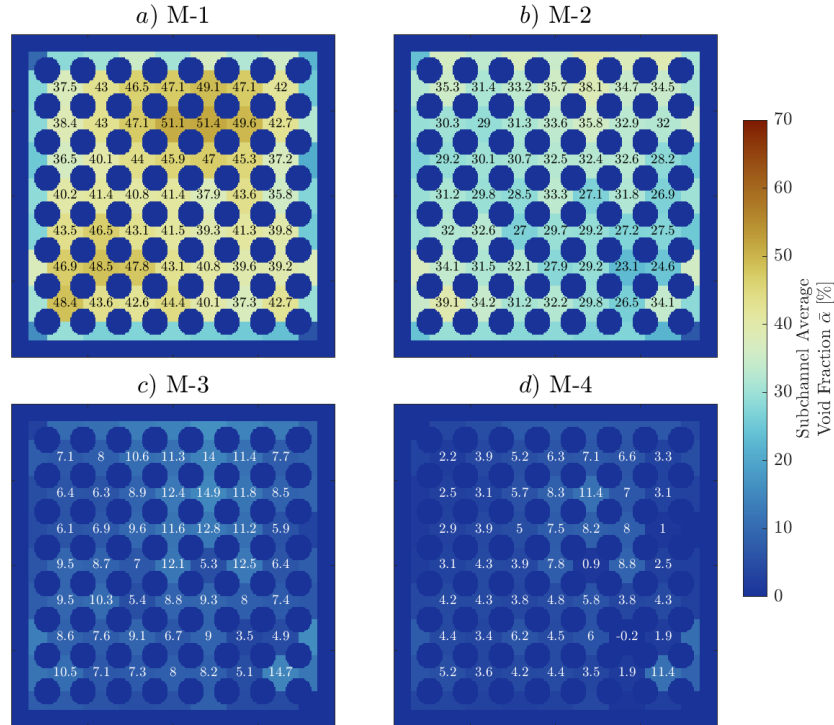 a) M-1
37.5 43 46.5 47.1 49.1 47.1 42
38.4 43 47.1 51.1 51.4 49.6 42.7
36.5 40.1 44 45.9 47 45.3 37.2
40.2 41.4 40.8 41.4 37.9 43.6 35.8
43.5 46.5 43.1 41.5 39.3 41.3 39.8
46.9 48.5 47.8 43.1 40.8 39.6 39.2
48.4 43.6 42.6 44.4 40.1 37.3 42.7
b) M-2
35.3 31.4 33.2 35.7 38.1 34.7 34.5
30.3 29 31.3 33.6 35.8 32.9 32
29.2 30.1 30.7 32.5 32.4 32.6 28.2
31.2 29.8 28.5 33.3 27.1 31.8 26.9
32 32.6 27 29.7 29.2 27.2 27.5
34.1 31.5 32.1 27.9 29.2 23.1 24.6
39.1 34.2 31.2 32.2 29.8 26.5 34.1
c) M-3
7.1 8 10.6 11.3 14 11.4 7.7
6.4 6.3 8.9 12.4 14.9 11.8 8.5
6.1 6.9 9.6 11.6 12.8 11.2 5.9
9.5 8.7 7 12.1 5.3 12.5 6.4
9.5 10.3 5.4 8.8 9.3 8 7.4
8.6 7.6 9.1 6.7 9 3.5 4.9
10.5 7.1 7.3 8 8.2 5.1 14.7
d) M-4
2.2 3.9 5.2 6.3 7.1 6.6 3.3
2.5 3.1 5.7 8.3 11.4 7 3.1
2.9 3.9 5 7.5 8.2 8 1
3.1 4.3 3.9 7.8 0.9 8.8 2.5
4.2 4.3 3.8 4.8 5.8 3.8 4.3
4.4 3.4 6.2 4.5 6 -0.2 1.9
5.2 3.6 4.2 4.4 3.5 1.9 11.4
70
60
50
40
30
20
10
0
Subchannel Average
Void Fraction ᾱ [%]